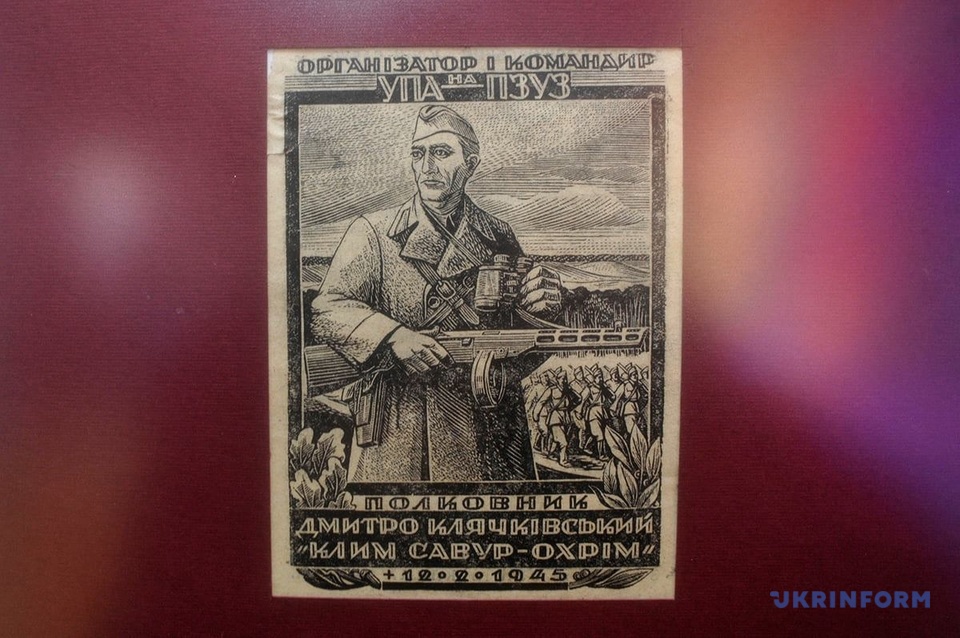 ОРГАНІЗАТОР І КОМАНДИР
УПА НА ПЗУЗ
ПОЛКОВНИК
ДМИТРО КЛЯЧКІВСЬКИЙ
"КЛИМ САВУР-ОХРІМ"
+12•2•1945
UKRINFORM